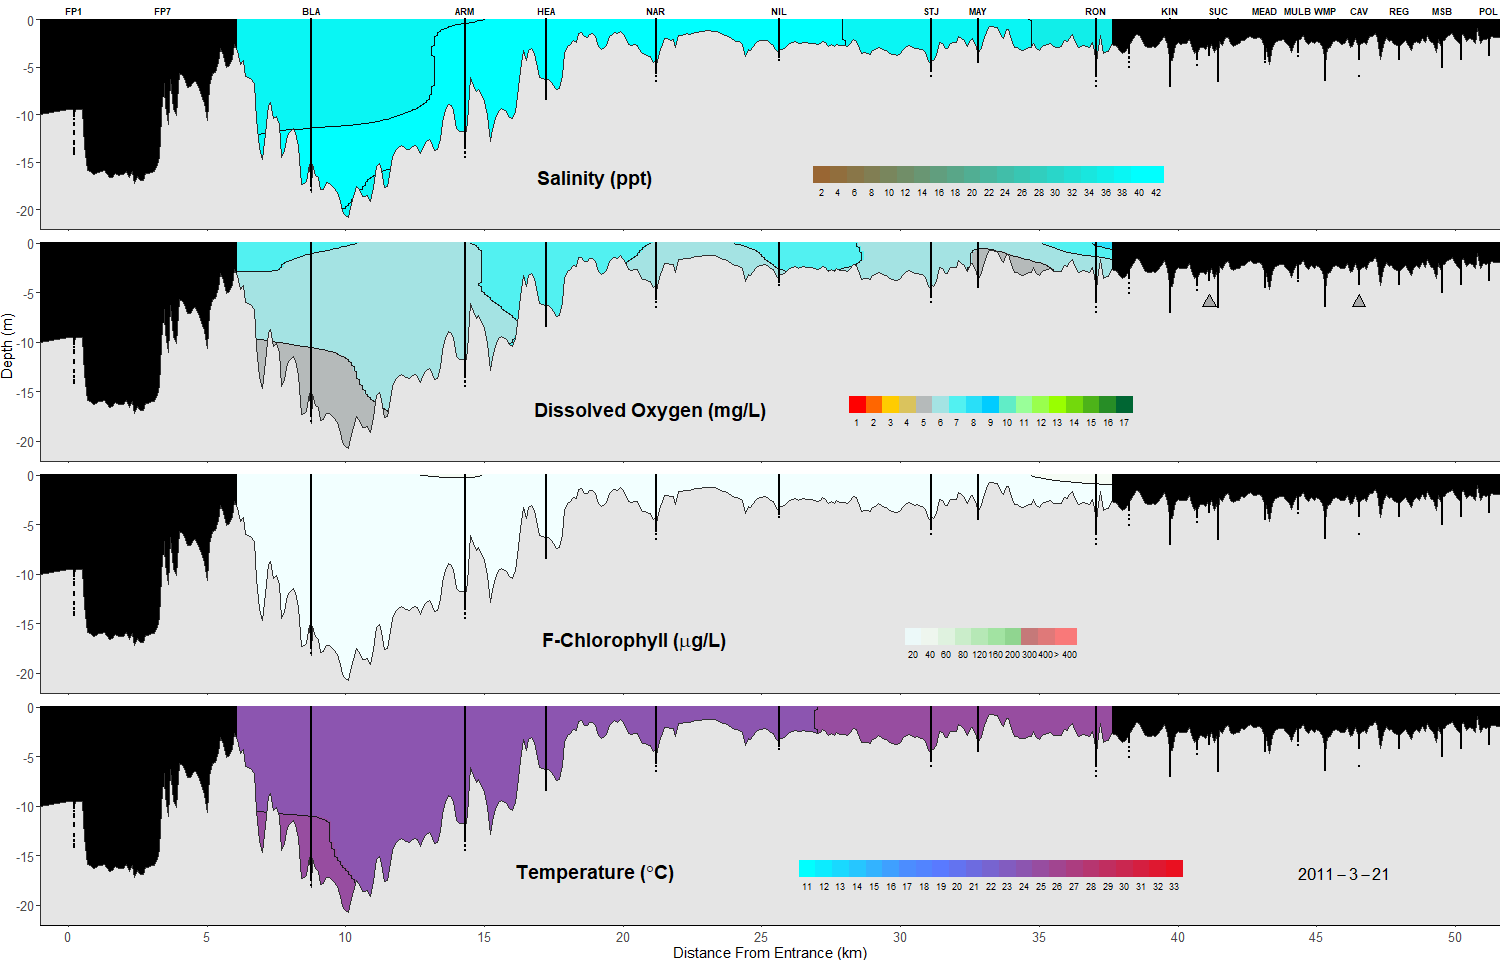 FP1 FP7 BLA ARM HEA NAR NIL STJ MAY RON KIN SUC MEAD MULB WMP CAV REG MSB POL
0
-5
-10
-15
-20
Salinity (ppt)
2 4 6 8 10 12 14 16 18 20 22 24 26 28 30 32 34 36 38 40 42
0
-5
-10
-15
-20
Dissolved Oxygen (mg/L)
1 2 3 4 5 6 7 8 9 10 11 12 13 14 15 16 17
Depth (m)
0
-5
-10
-15
-20
F-Chlorophyll (μg/L)
20 40 60 80 120 160 200 300 400 > 400
0
-5
-10
-15
-20
Temperature (°C)
11 12 13 14 15 16 17 18 19 20 21 22 23 24 25 26 27 28 29 30 31 32 33
2011-3-21
0 5 10 15 20 25 30 35 40 45 50
Distance From Entrance (km)